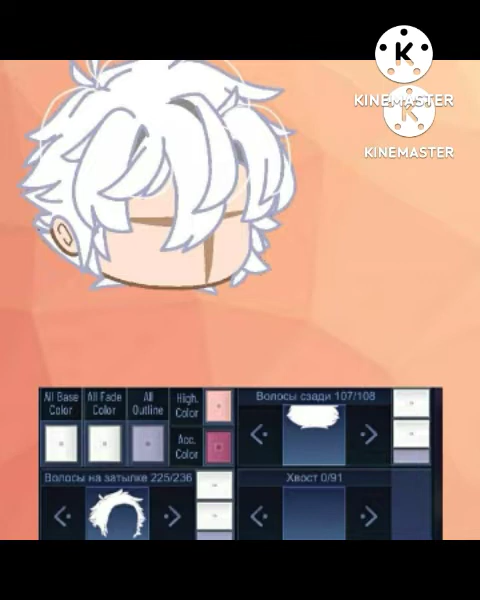 K
KINEMASTER
K
KINEMASTER
All Base Color
All Fade Color
All Outline
High. Color
Acc. Color
Волосы сзади 107/108
Волосы на затылке 225/236
Хвост 0/91